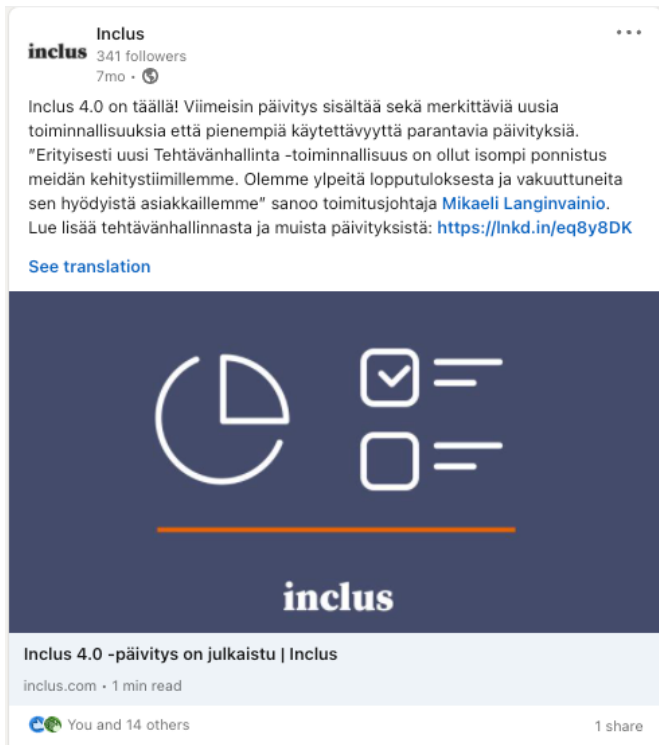 Inclus
inclus
341 followers
7mo •
Inclus 4.0 on täällä! Viimeisin päivitys sisältää sekä merkittäviä uusia
toiminnallisuuksia että pienempiä käytettävyyttä parantavia päivityksiä.
"Erityisesti uusi Tehtävänhallinta -toiminnallisuus on ollut isompi ponnistus
meidän kehitystiimillemme. Olemme ylpeitä lopputuloksesta ja vakuuttuneita
sen hyödyistä asiakkaillemme" sanoo toimitusjohtaja Mikaeli Langinvainio.
Lue lisää tehtävänhallinnasta ja muista päivityksistä: https://lnkd.in/eq8y8DK
See translation
inclus
Inclus 4.0 -päivitys on julkaistu | Inclus
inclus.com • 1 min read
You and 14 others
1 share